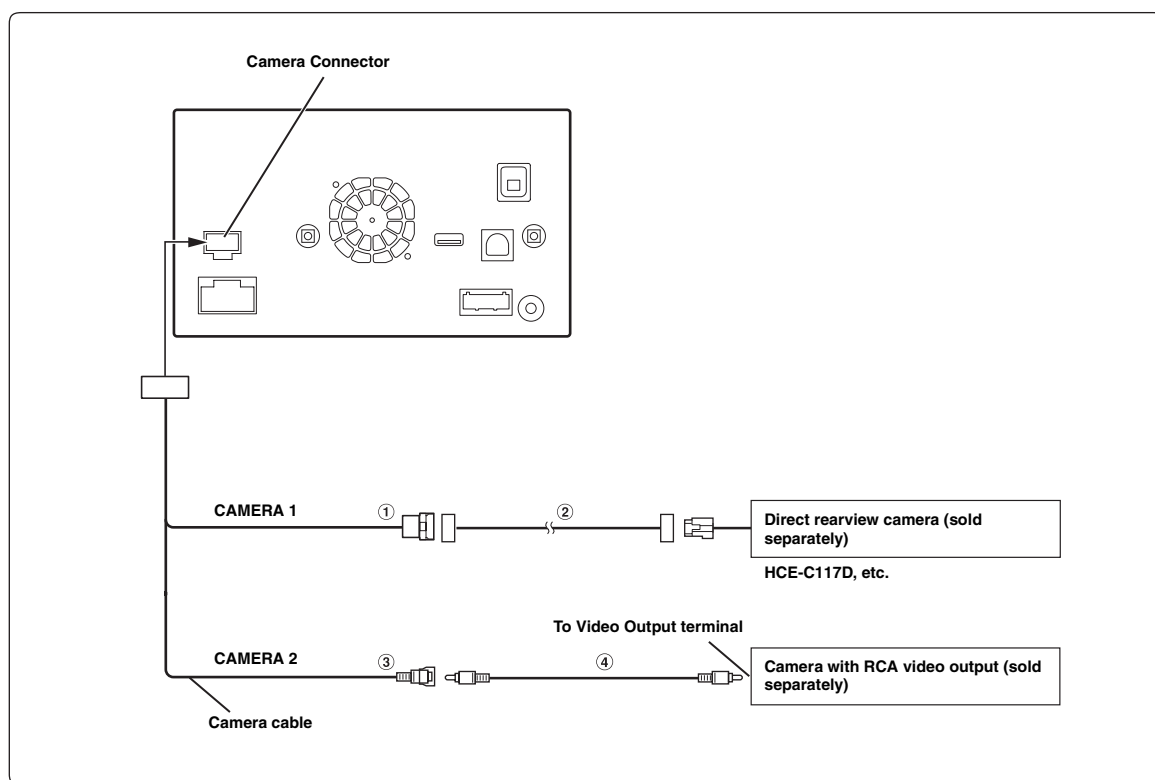 Camera Connector
CAMERA 1
①
②
Direct rearview camera (sold
separately)
HCE-C117D, etc.
To Video Output terminal
CAMERA 2
③
④
Camera with RCA video output (sold
separately)
Camera cable